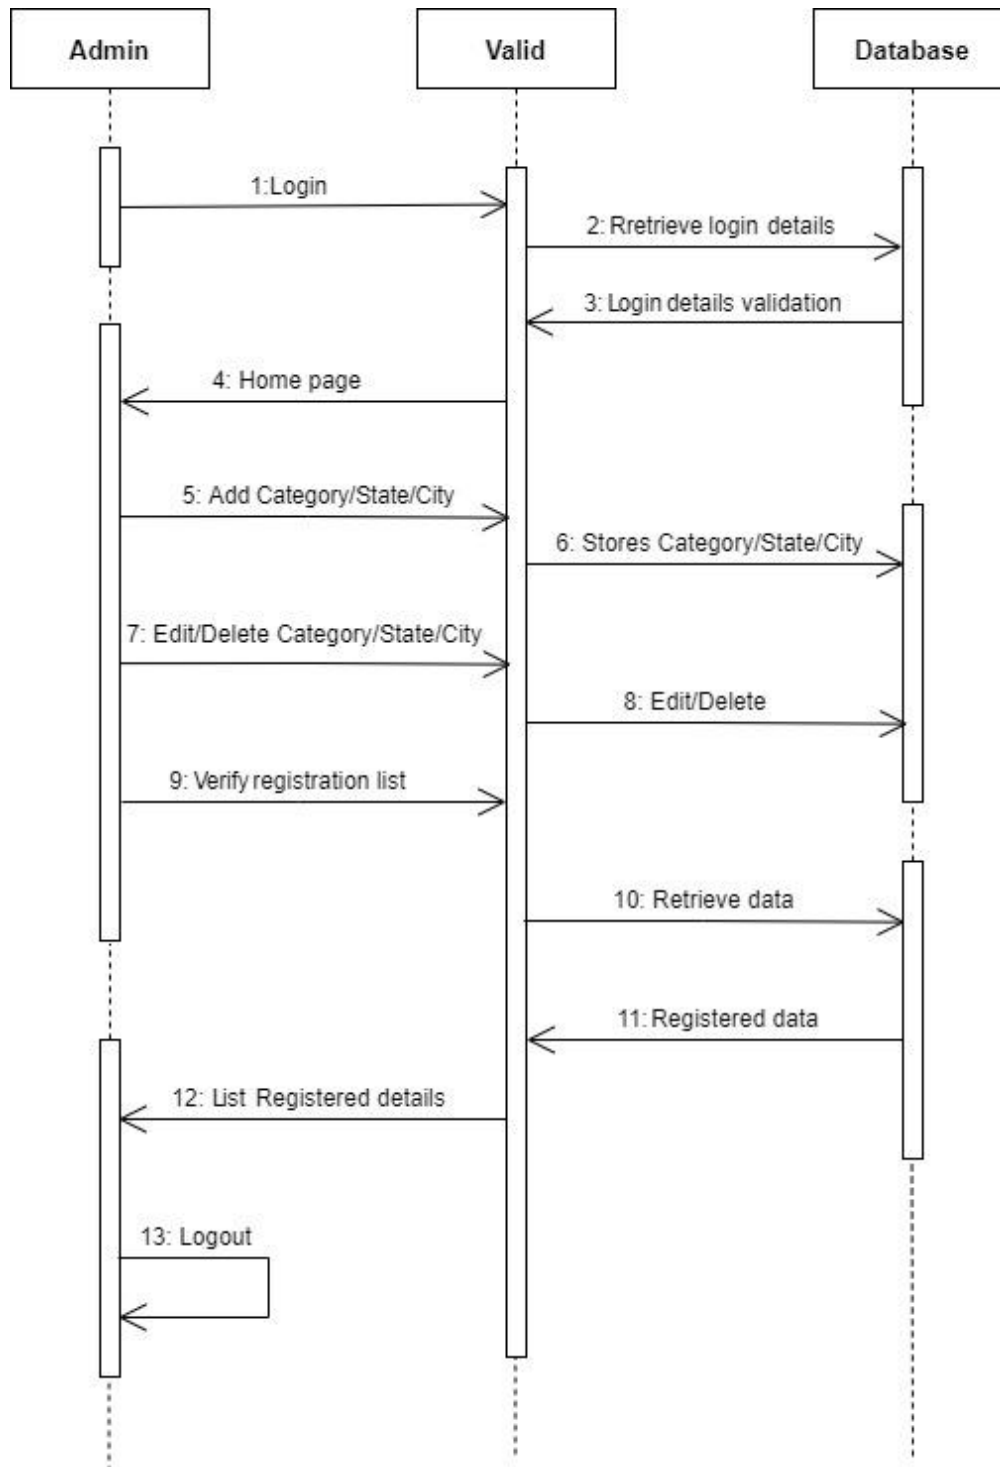 Admin
Valid
Database
1:Login
2: Rretrieve login details
3: Login details validation
4: Home page
5: Add Category/State/City
6: Stores Category/State/City
7: Edit/Delete Category/State/City
8: Edit/Delete
9: Verify registration list
10: Retrieve data
11: Registered data
12: List Registered details
13: Logout